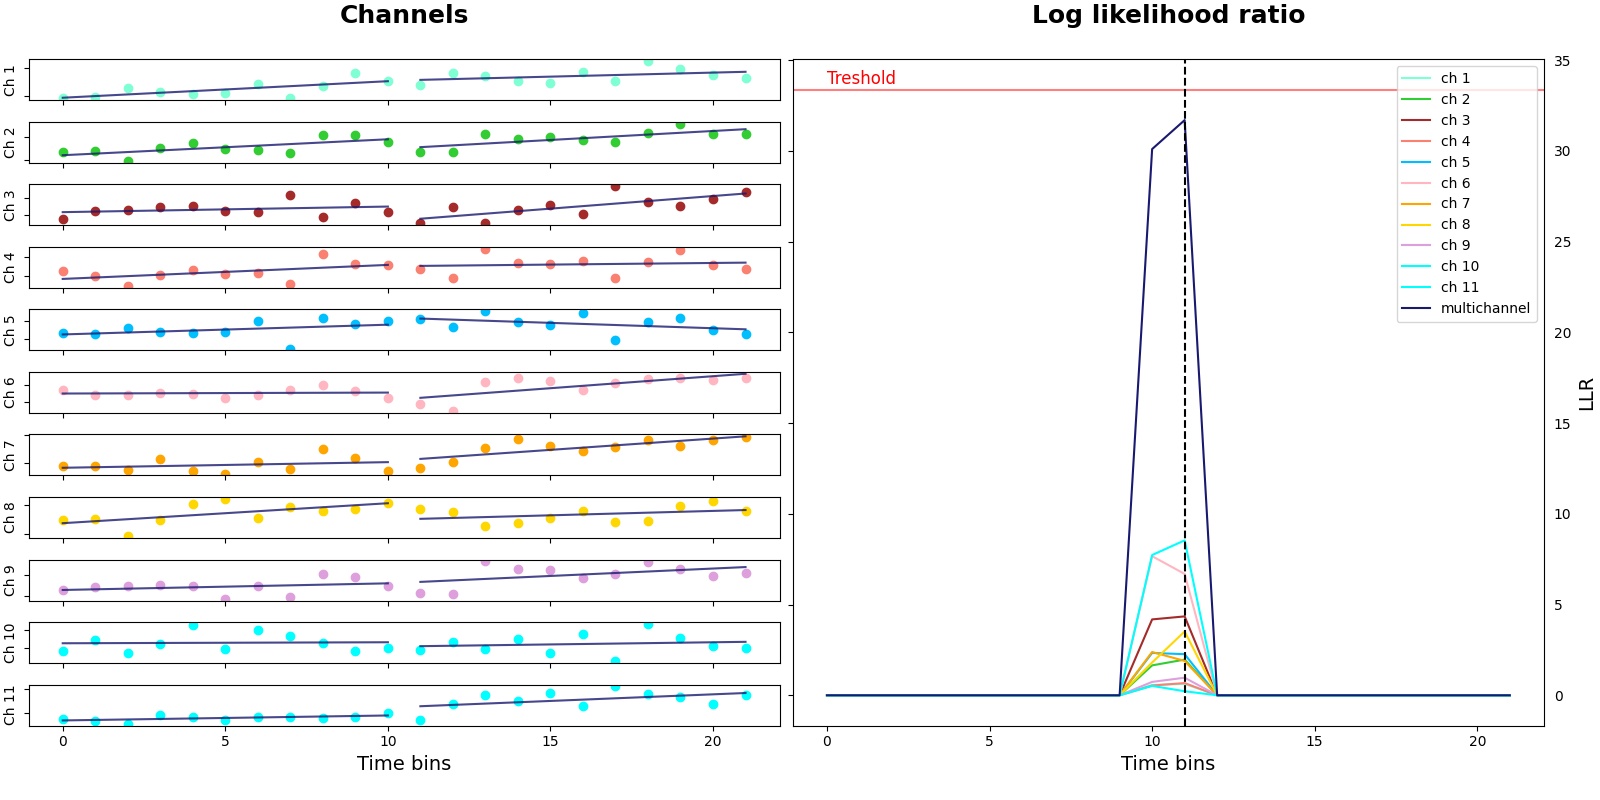 Channels
Ch 1
Ch 2
Ch 3
Ch 4
Ch 5
Ch 6
Ch 7
Ch 8
Ch 9
Ch 10
Ch 11
0 5 10 15 20
Time bins
Log likelihood ratio
Treshold
ch 1
ch 2
ch 3
ch 4
ch 5
ch 6
ch 7
ch 8
ch 9
ch 10
ch 11
multichannel
35
30
25
20
15
10
5
0
LLR
0 5 10 15 20
Time bins